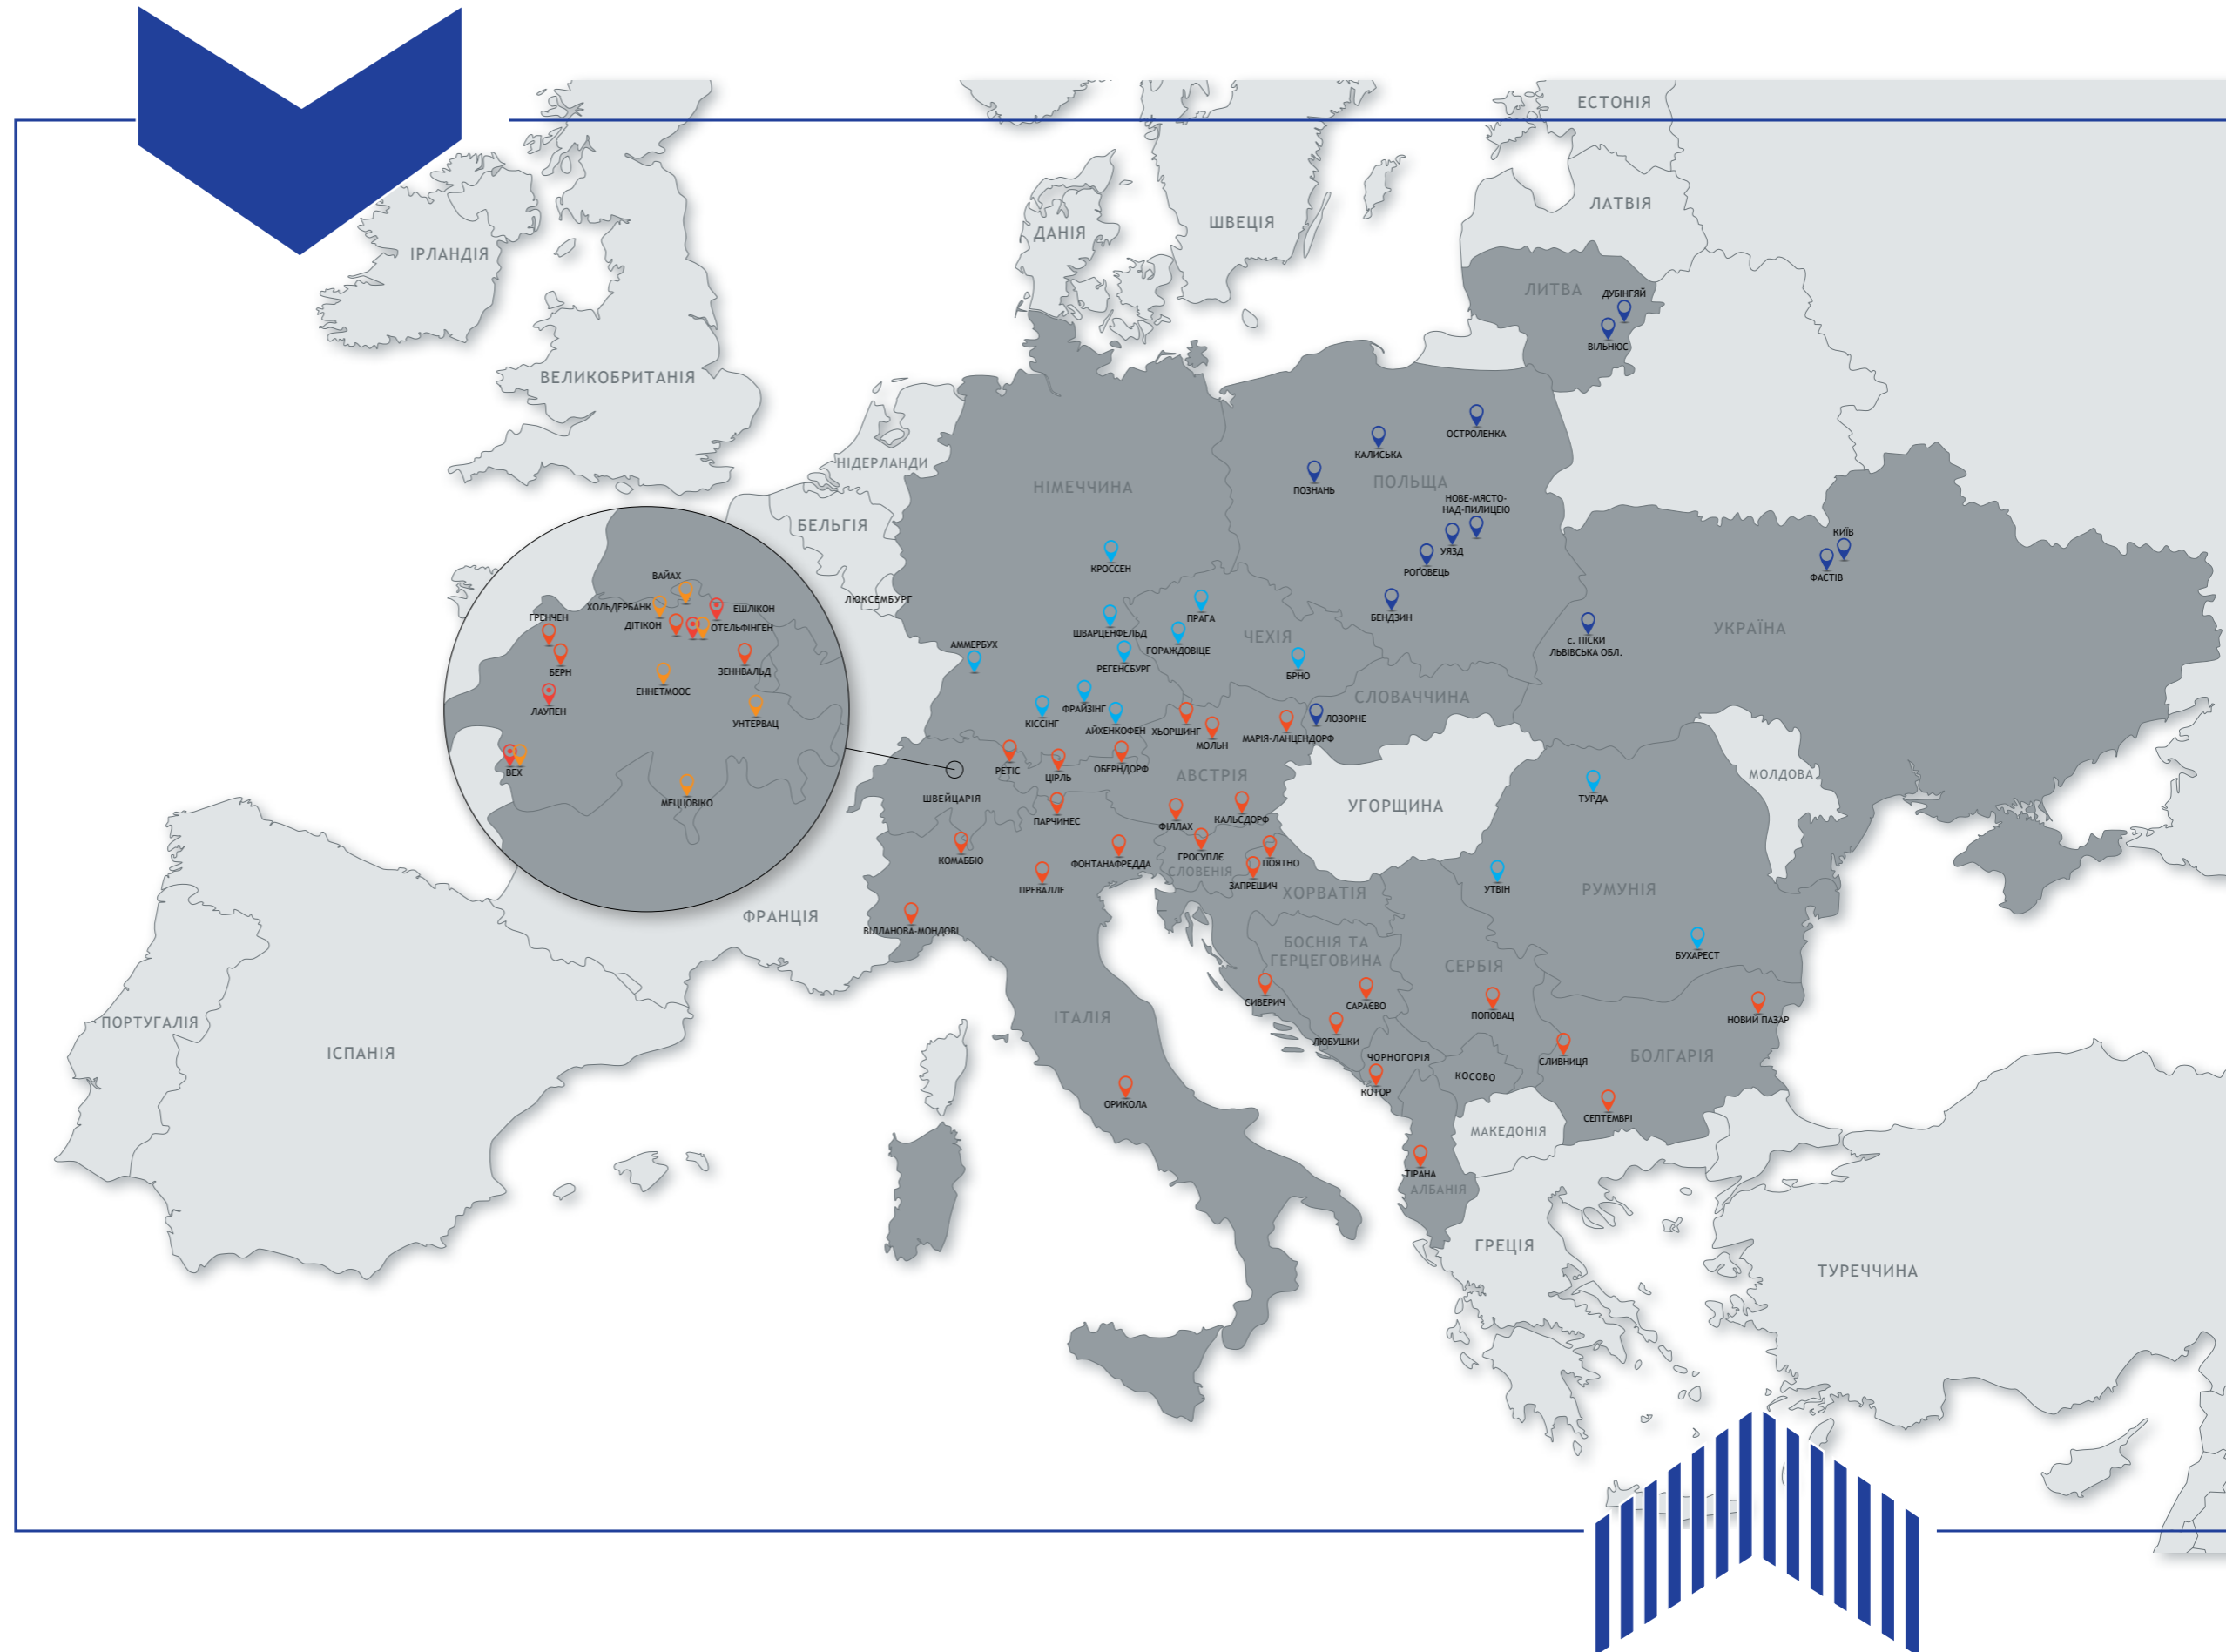 ЕСТОНІЯ
ЛАТВІЯ
ШВЕЦІЯ
ДАНІЯ
ІРЛАНДІЯ
ЛИТВА
ДУБІНГЯЙ
ВІЛЬНЮС
ВЕЛИКОБРИТАНІЯ
ОСТРОЛЕНКА
КАЛИСЬКА
НІДЕРЛАНДИ
НІМЕЧЧИНА
ПОЗНАНЬ
ПОЛЬЩА
НОВЕ-МЯСТО-
НАД-ПИЛИЦЕЮ
БЕЛЬГІЯ
КИЇВ
УЯЗД
КРОССЕН
РОГОВЕЦЬ
ФАСТІВ
ВАЙАХ
ЛЮКСЕМБУРГ
ХОЛЬДЕРБАНК
ЕШЛІКОН
ГРЕНЧЕН
ДІТІКОН
ОТЕЛЬФІНГЕН
ПРАГА
БЕНДЗИН
ШВАРЦЕНФЕЛЬД
ЧЕХІЯ
УКРАЇНА
с. ПІСКИ
ЛЬВІВСЬКА ОБЛ.
АММЕРБУХ
ГОРАЖДОВІЦЕ
РЕГЕНСБУРГ
БРНО
БЕРН
ЗЕННВАЛЬД
ЕННЕТМООС
СЛОВАЧЧИНА
ЛАУПЕН
УНТЕРВАЦ
ФРАЙЗІНГ
КІССІНГ
АЙХЕНКОФЕН
ХЬОРШИНГ
ЛОЗОРНЕ
МОЛЬН
МАРІЯ-ЛАНЦЕНДОРФ
ВЕХ
РЕТІС
ЦІРЛЬ
ОБЕРНДОРФ
АВСТРІЯ
МОЛДОВА
МЕЦЦОВІКО
ШВЕЙЦАРІЯ
УГОРЩИНА
ТУРДА
ПАРЧИНЕС
ФІЛЛАХ
КАЛЬСДОРФ
КОМАББІО
ФОНТАНАФРЕДДА
ГРОСУПЛЄ
ПОЯТНО
СЛОВЕНІЯ
ПРЕВАЛЛЕ
ЗАПРЕШИЧ
ХОРВАТІЯ
УТВІН
РУМУНІЯ
ФРАНЦІЯ
ВІЛЛАНОВА-МОНДОВІ
БОСНІЯ ТА
ГЕРЦЕГОВИНА
СЕРБІЯ
БУХАРЕСТ
СИВЕРИЧ
САРАЄВО
ПОПОВАЦ
НОВИЙ ПАЗАР
ІТАЛІЯ
ПОРТУГАЛІЯ
ЛЮБУШКИ
ІСПАНІЯ
ЧОРНОГОРІЯ
СЛИВНИЦЯ
БОЛГАРІЯ
КОСОВО
КОТОР
ОРИКОЛА
СЕПТЕМВРІ
МАКЕДОНІЯ
ТІРАНА
АЛБАНІЯ
ГРЕЦІЯ
ТУРЕЧЧИНА